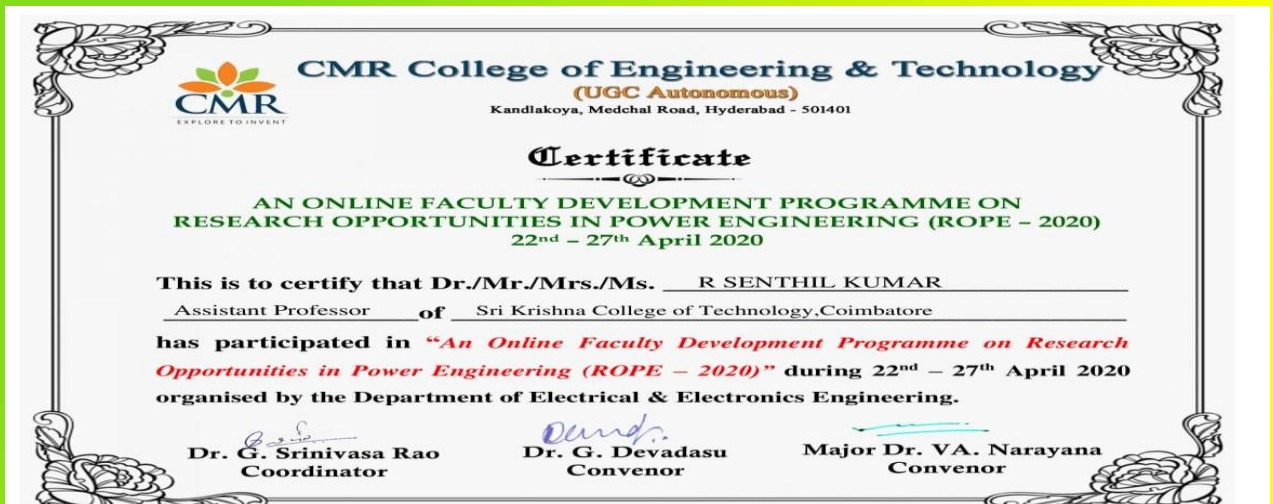 CMR College of Engineering & Technology
(UGC Autonomous)
Kandlakoya, Medchal Road, Hyderabad - 501401
CMR
EXPLORE TO INVENT
Certificate
AN ONLINE FACULTY DEVELOPMENT PROGRAMME ON
RESEARCH OPPORTUNITIES IN POWER ENGINEERING (ROPE – 2020)
22nd – 27th April 2020
This is to certify that Dr./Mr./Mrs./Ms. R SENTHIL KUMAR
Assistant Professor of Sri Krishna College of Technology,Coimbatore
has participated in “An Online Faculty Development Programme on Research
Opportunities in Power Engineering (ROPE – 2020)” during 22nd – 27th April 2020
organised by the Department of Electrical & Electronics Engineering.
Dr. G. Srinivasa Rao Dr. G. Devadasu Major Dr. VA. Narayana
Coordinator Convenor Convenor